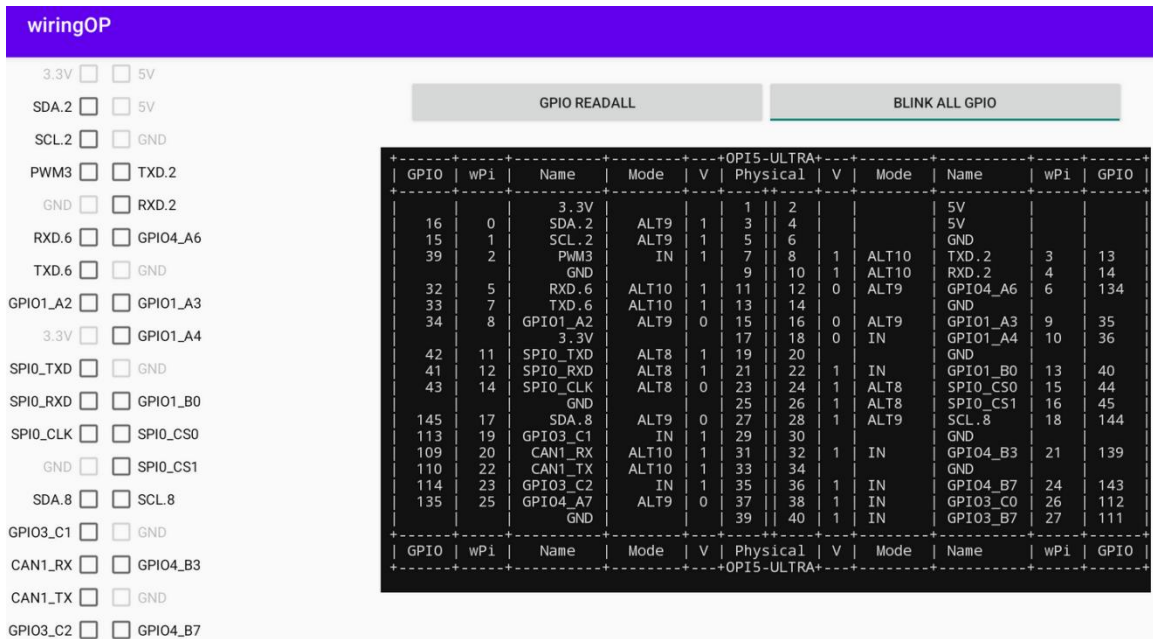 wiringOP
3.3V 5V
SDA.2 5V
SCL.2 GND
PWM3 TXD.2
GND RXD.2
RXD.6 GPIO4_A6
TXD.6 GND
GPIO1_A2 GPIO1_A3
3.3V GPIO1_A4
SPI0_TXD GND
SPI0_RXD GPIO1_B0
SPI0_CLK SPI0_CS0
GND SPI0_CS1
SDA.8 SCL.8
GPIO3_C1 GND
CAN1_RX GPIO4_B3
CAN1_TX GND
GPIO3_C2 GPIO4_B7
GPIO READALL BLINK ALL GPIO
+------+-----+----------+--------+---+OPI5-ULTRA+---+--------+----------+-----+------+
| GPIO | wPi |   Name   |  Mode  | V | Physical | V |  Mode  | Name     | wPi | GPIO |
+------+-----+----------+--------+---+----++----+---+--------+----------+-----+------+
|      |     |     3.3V |        |   |  1 || 2  |   |        | 5V       |     |      |
|   16 |   0 |    SDA.2 |   ALT9 | 1 |  3 || 4  |   |        | 5V       |     |      |
|   15 |   1 |    SCL.2 |   ALT9 | 1 |  5 || 6  |   |        | GND      |     |      |
|   39 |   2 |     PWM3 |     IN | 1 |  7 || 8  | 1 | ALT10  | TXD.2    | 3   | 13   |
|      |     |      GND |        |   |  9 || 10 | 1 | ALT10  | RXD.2    | 4   | 14   |
|   32 |   5 |    RXD.6 |  ALT10 | 1 | 11 || 12 | 0 | ALT9   | GPIO4_A6 | 6   | 134  |
|   33 |   7 |    TXD.6 |  ALT10 | 1 | 13 || 14 |   |        | GND      |     |      |
|   34 |   8 | GPIO1_A2 |   ALT9 | 0 | 15 || 16 | 0 | ALT9   | GPIO1_A3 | 9   | 35   |
|      |     |     3.3V |        |   | 17 || 18 | 0 | IN     | GPIO1_A4 | 10  | 36   |
|   42 |  11 | SPI0_TXD |   ALT8 | 1 | 19 || 20 |   |        | GND      |     |      |
|   41 |  12 | SPI0_RXD |   ALT8 | 1 | 21 || 22 | 1 | IN     | GPIO1_B0 | 13  | 40   |
|   43 |  14 | SPI0_CLK |   ALT8 | 0 | 23 || 24 | 1 | ALT8   | SPI0_CS0 | 15  | 44   |
|      |     |      GND |        |   | 25 || 26 | 1 | ALT8   | SPI0_CS1 | 16  | 45   |
|  145 |  17 |    SDA.8 |   ALT9 | 0 | 27 || 28 | 1 | ALT9   | SCL.8    | 18  | 144  |
|  113 |  19 | GPIO3_C1 |     IN | 1 | 29 || 30 |   |        | GND      |     |      |
|  109 |  20 |  CAN1_RX |  ALT10 | 1 | 31 || 32 | 1 | IN     | GPIO4_B3 | 21  | 139  |
|  110 |  22 |  CAN1_TX |  ALT10 | 1 | 33 || 34 |   |        | GND      |     |      |
|  114 |  23 | GPIO3_C2 |     IN | 1 | 35 || 36 | 1 | IN     | GPIO4_B7 | 24  | 143  |
|  135 |  25 | GPIO4_A7 |   ALT9 | 0 | 37 || 38 | 1 | IN     | GPIO3_C0 | 26  | 112  |
|      |     |      GND |        |   | 39 || 40 | 1 | IN     | GPIO3_B7 | 27  | 111  |
+------+-----+----------+--------+---+----++----+---+--------+----------+-----+------+
| GPIO | wPi |   Name   |  Mode  | V | Physical | V |  Mode  | Name     | wPi | GPIO |
+------+-----+----------+--------+---+OPI5-ULTRA+---+--------+----------+-----+------+